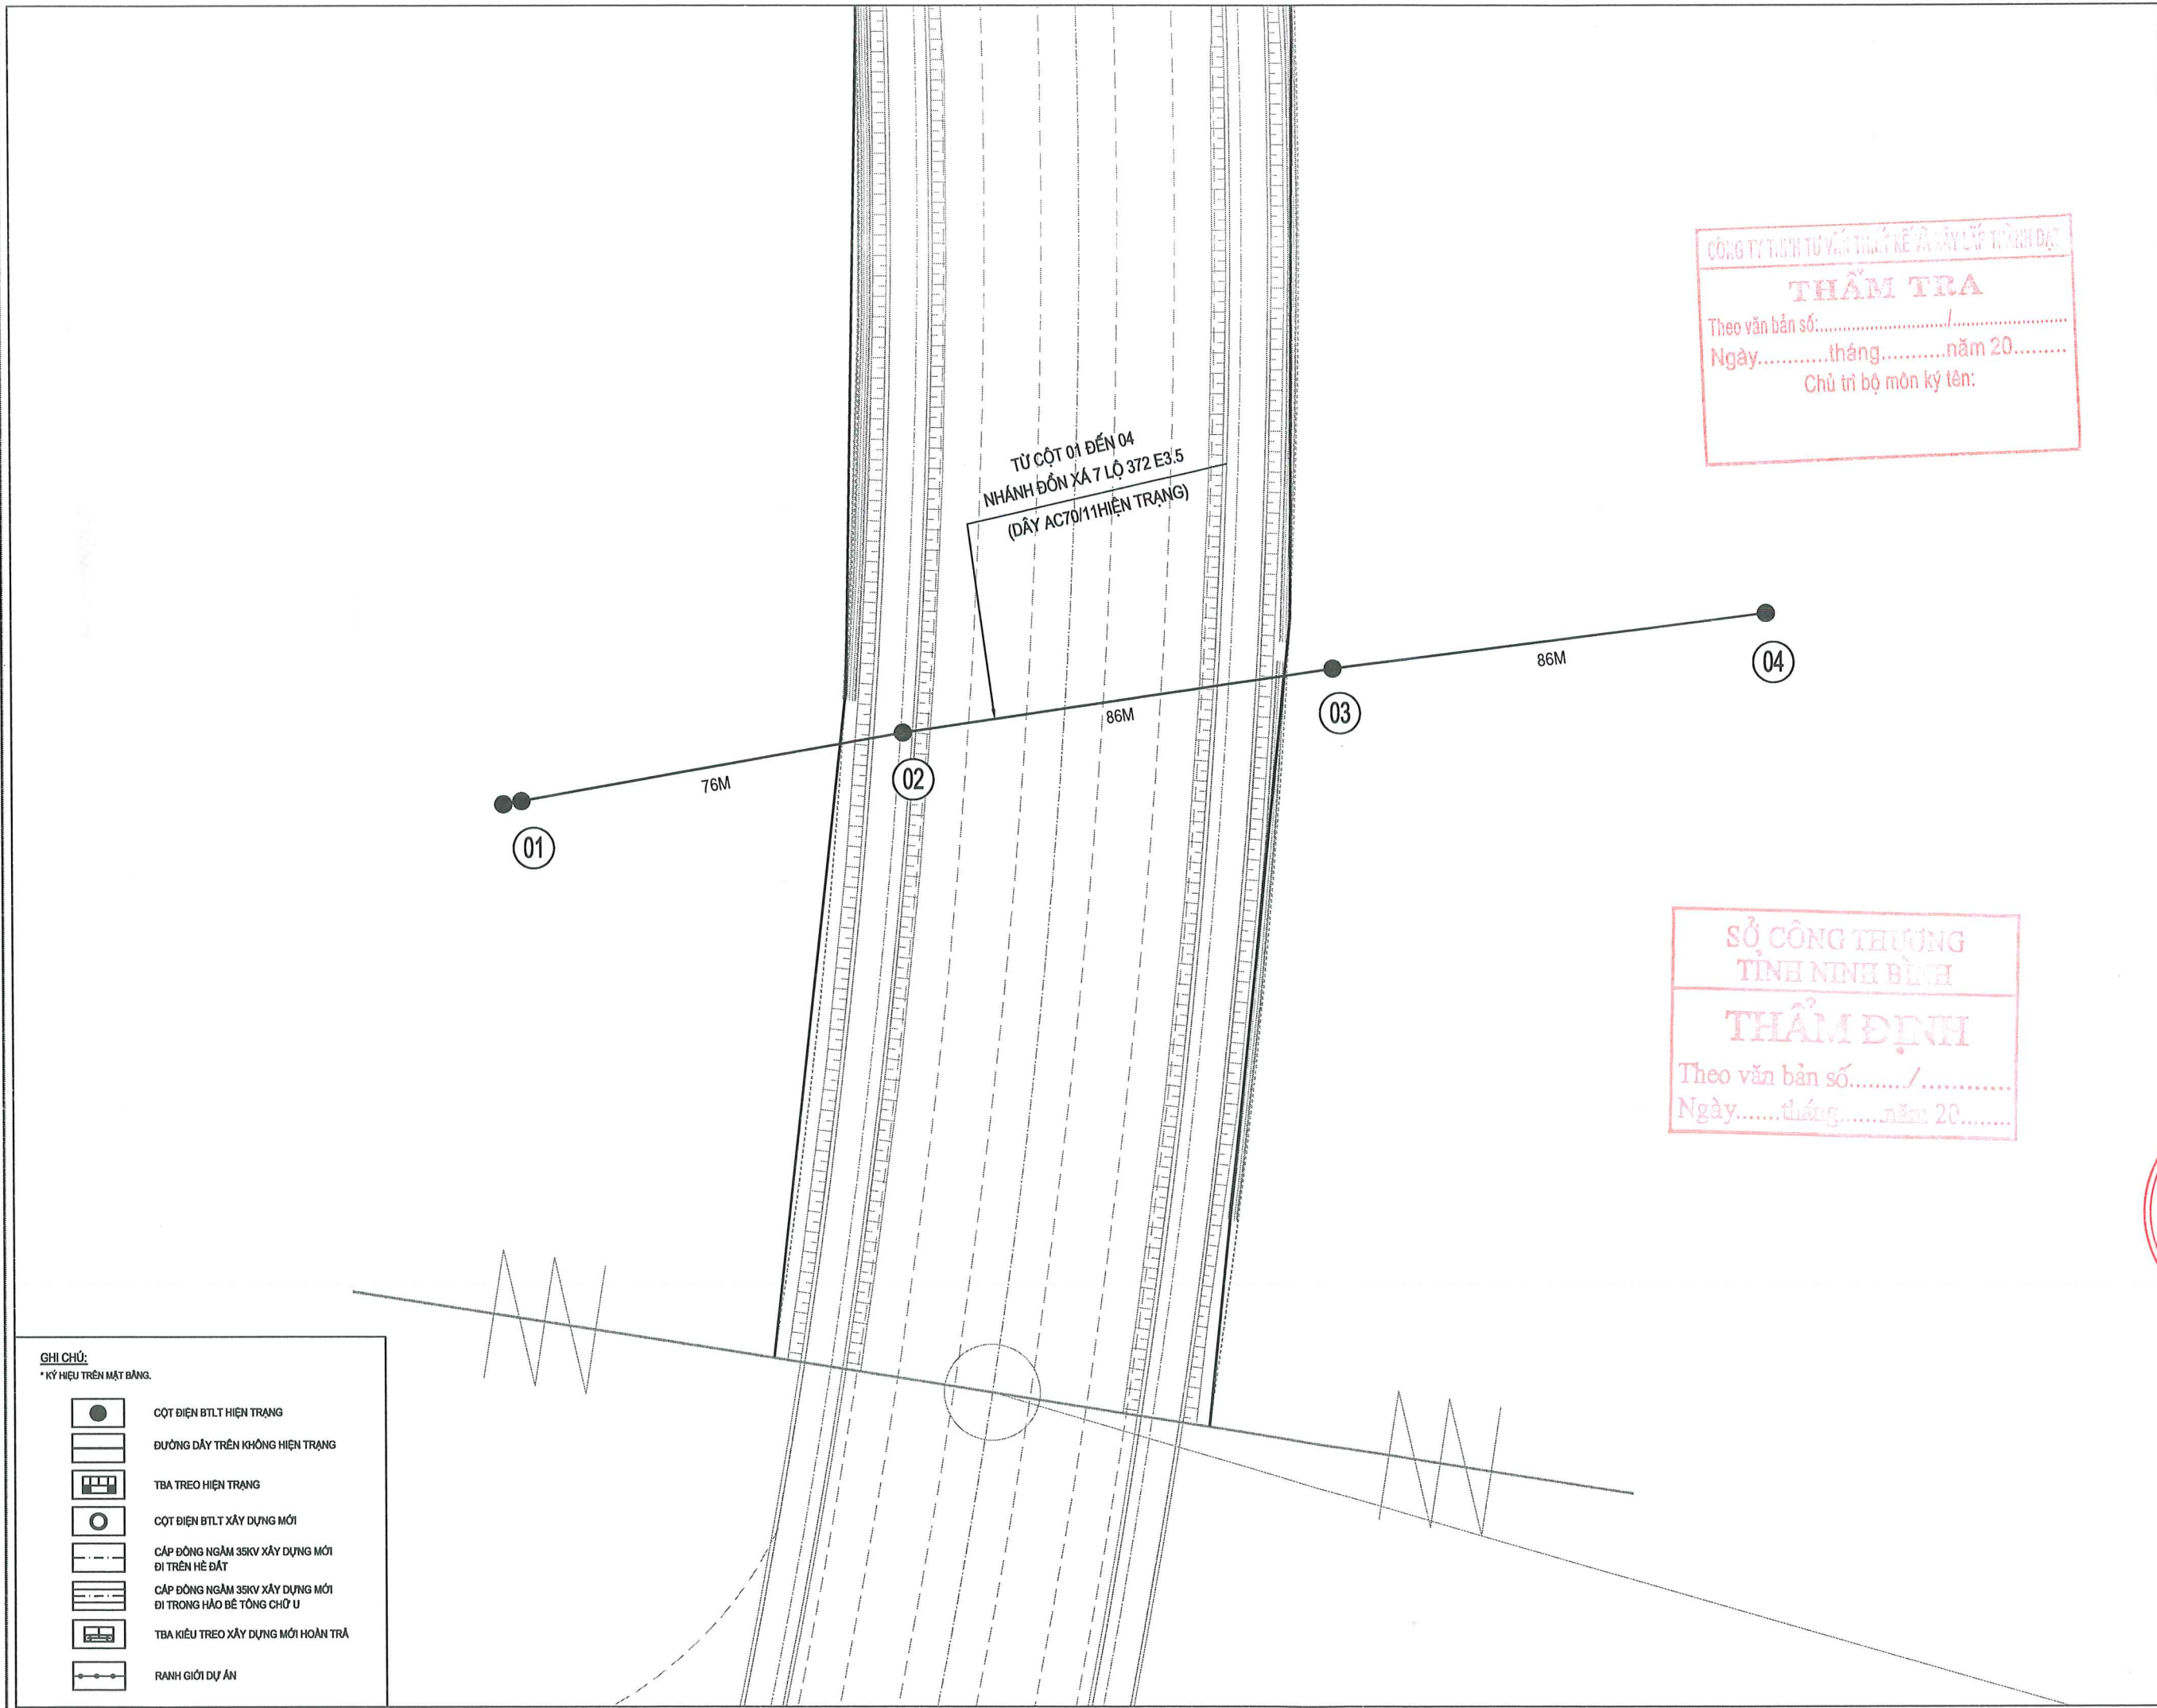 CÔNG TY TNHH TƯ VẤN THIẾT KẾ VÀ XÂY LẮP THÀNH ĐẠT
THẨM TRA
Theo văn bản số:............................/.........................
Ngày............tháng...........năm 20.........
Chủ trì bộ môn ký tên:
TỪ CỘT 01 ĐẾN 04
NHÁNH ĐỒN XÁ 7 LỘ 372 E3.5
(DÂY AC70/11HIỆN TRẠNG)
86M
04
03
86M
02
76M
01
SỞ CÔNG THƯƠNG
TỈNH NINH BÌNH
THẨM ĐỊNH
Theo văn bản số......../............
Ngày.......tháng......năm 20........
GHI CHÚ:
* KÝ HIỆU TRÊN MẶT BẰNG.
CỘT ĐIỆN BTLT HIỆN TRẠNG
ĐƯỜNG DÂY TRÊN KHÔNG HIỆN TRẠNG
TBA TREO HIỆN TRẠNG
CỘT ĐIỆN BTLT XÂY DỰNG MỚI
CÁP ĐỒNG NGẦM 35KV XÂY DỰNG MỚI
ĐI TRÊN HÈ ĐẤT
CÁP ĐỒNG NGẦM 35KV XÂY DỰNG MỚI
ĐI TRONG HÀO BÊ TÔNG CHỮ U
TBA KIỂU TREO XÂY DỰNG MỚI HOÀN TRẢ
RANH GIỚI DỰ ÁN